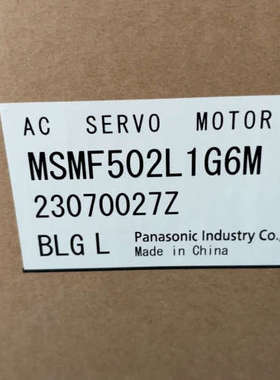 AC SERVO MOTOR
MSMF502L1G6M
23070027Z
BLG L Panasonic Industry Co.,
Made in China